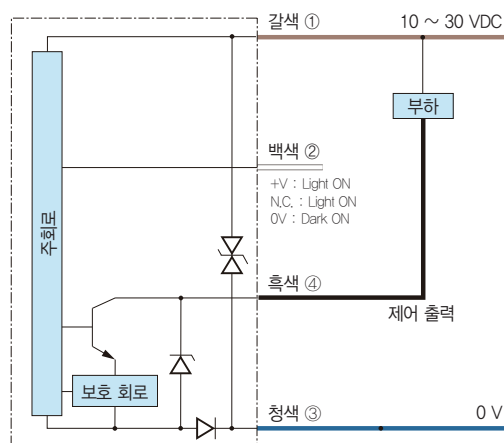 갈색 ①
10 ~ 30 VDC
부하
백색 ②
+V : Light ON
N.C. : Light ON
0V : Dark ON
주회로
흑색 ④
제어 출력
보호 회로
청색 ③
0 V